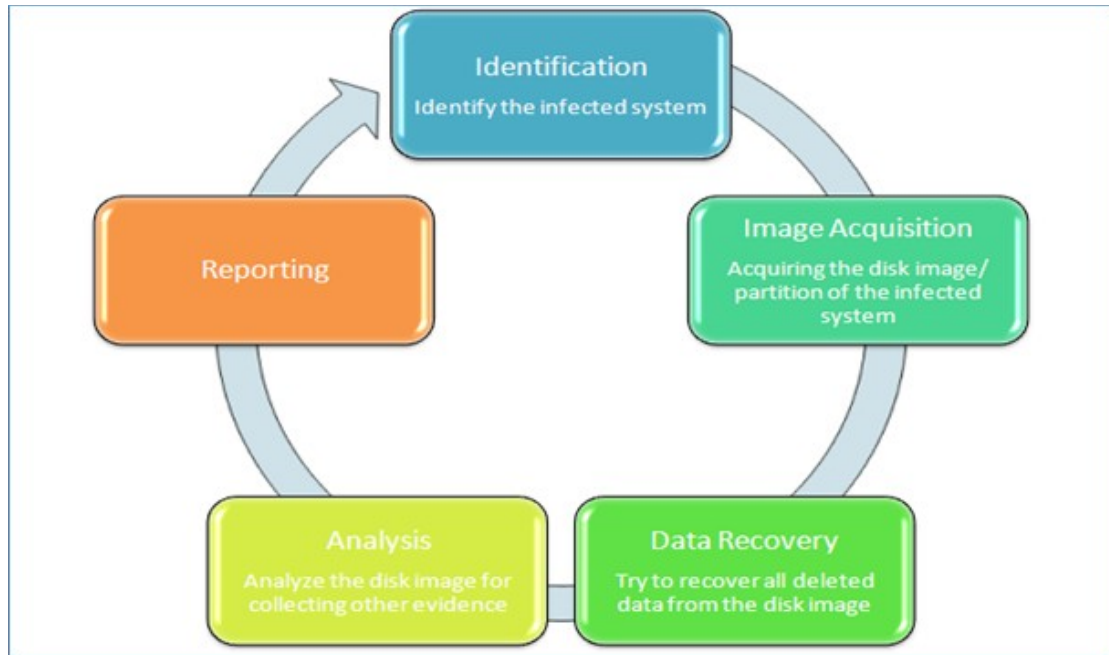 Identification
Identify the infected system
Image Acquisition
Acquiring the disk image/
partition of the infected
system
Data Recovery
Try to recover all deleted
data from the disk image
Analysis
Analyze the disk image for
collecting other evidence
Reporting